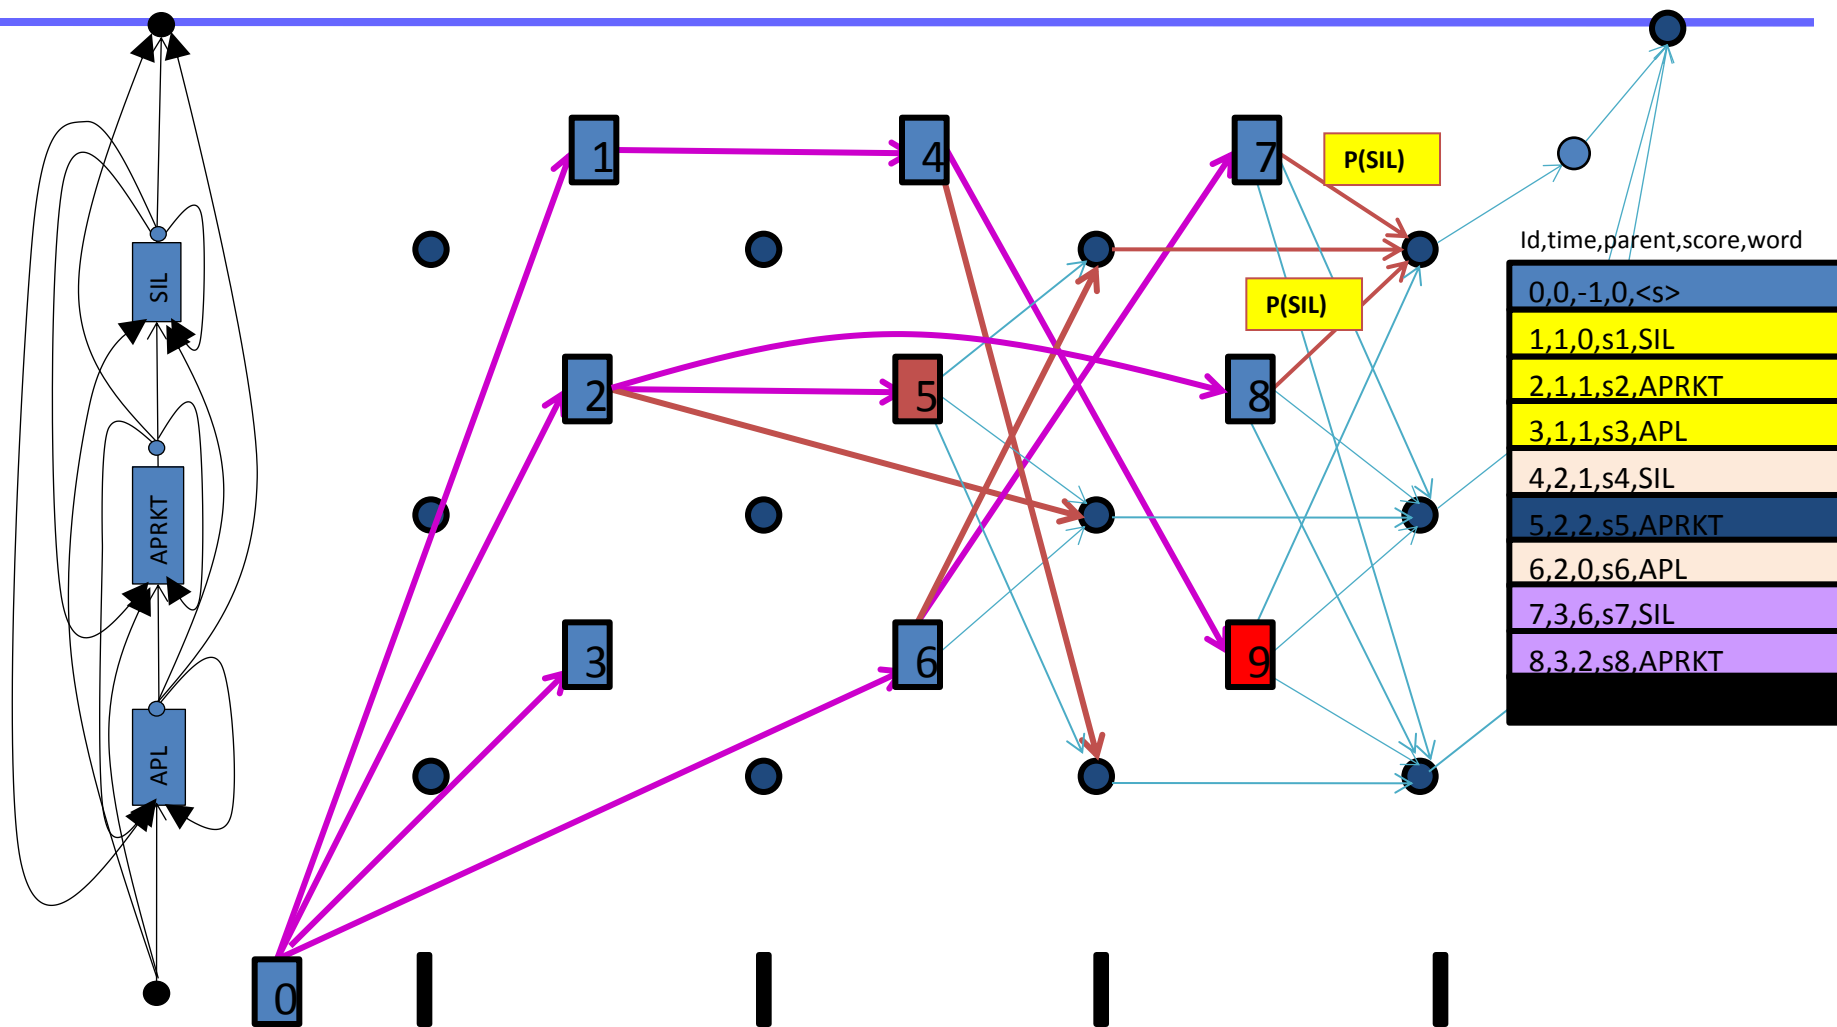 SIL
APRKT
APL
0
1
2
3
4
5
6
7
8
9
P(SIL)
P(SIL)
Id,time,parent,score,word
0,0,-1,0,<s>
1,1,0,s1,SIL
2,1,1,s2,APRKT
3,1,1,s3,APL
4,2,1,s4,SIL
5,2,2,s5,APRKT
6,2,0,s6,APL
7,3,6,s7,SIL
8,3,2,s8,APRKT